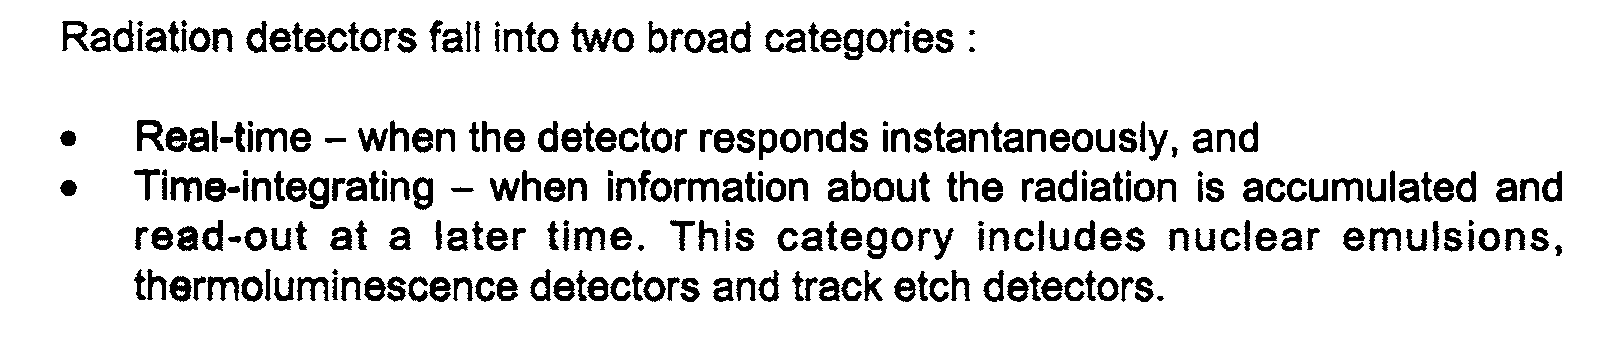 Radiation detectors fall into two broad categories :
• Real-time – when the detector responds instantaneously, and
• Time-integrating – when information about the radiation is accumulated and
read-out at a later time. This category includes nuclear emulsions,
thermoluminescence detectors and track etch detectors.